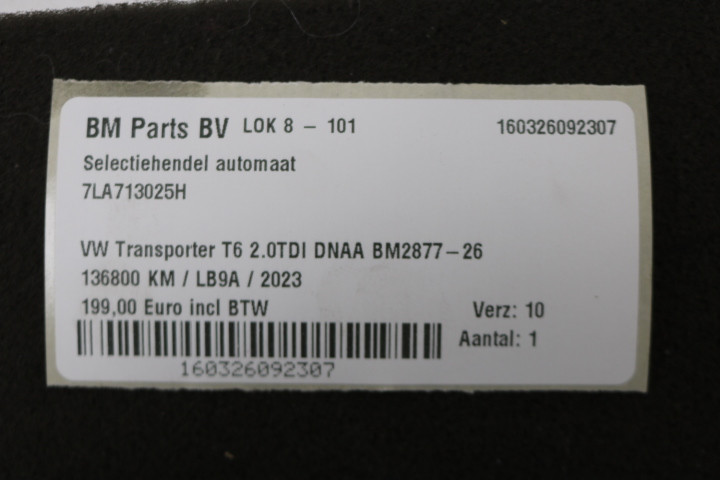 BM Parts BV LOK 8 - 101 160326092307
Selectiehendel automaat
7LA713025H
VW Transporter T6 2.0TDI DNAA BM2877-26
136800 KM / LB9A / 2023
199,00 Euro incl BTW Verz: 10
Aantal: 1
160326092307